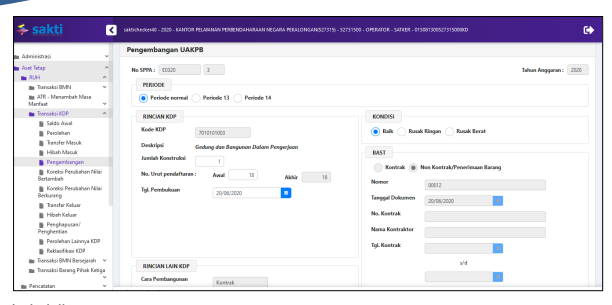 sakti
saktichecker40 - 2020 - KANTOR PELAYANAN PERBENDAHARAAN NEGARA PEKALONGAN(527315) - 52731500 - OPERATOR - SATKER - 015081300527315000KD
Administrasi
Aset Tetap
RUH
Transaksi BMN
ATR - Menambah Masa
Manfaat
Transaksi KDP
Saldo Awal
Perolehan
Transfer Masuk
Hibah Masuk
Pengembangan
Koreksi Perubahan Nilai
Bertambah
Koreksi Perubahan Nilai
Berkurang
Transfer Keluar
Hibah Keluar
Penghapusan/
Penghentian
Perolehan Lainnya KDP
Reklasifikasi KDP
Transaksi BMN Bersejarah
Transaksi Barang Pihak Ketiga
Pencatatan
Pengembangan UAKPB
No SPPA : E0320 2
Tahun Anggaran : 2020
PERIODE
Periode normal Periode 13 Periode 14
RINCIAN KDP
Kode KDP 7010101003
Deskripsi Gedung dan Bangunan Dalam Pengerjaan
Jumlah Konstruksi 1
No. Urut pendaftaran : Awal 18 Akhir 18
Tgl. Pembukuan 20/06/2020
RINCIAN LAIN KDP
Cara Pembangunan Kontrak
KONDISI
Baik Rusak Ringan Rusak Berat
BAST
Kontrak Non Kontrak/Penerimaan Barang
Nomor 00012
Tanggal Dokumen 20/06/2020
No. Kontrak
Nama Kontraktor
Tgl. Kontrak
s/d